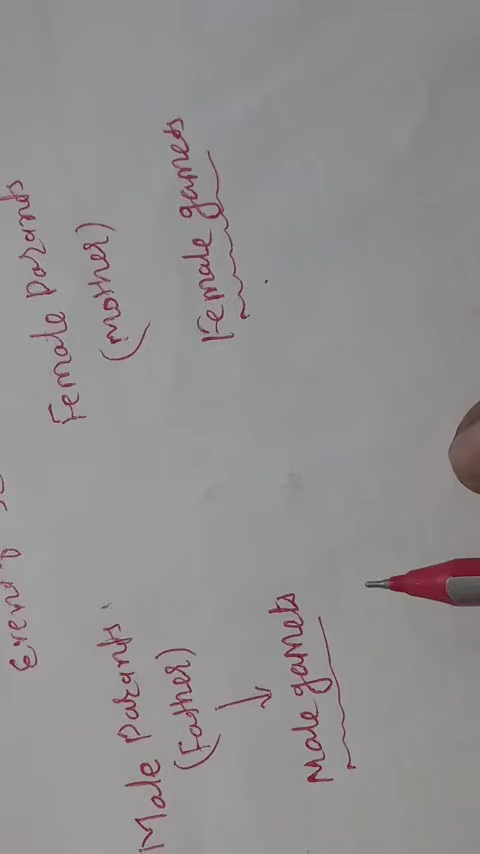 Male parants
(Father)
↓
Male gamets
Female parants
(mother)
Female gamets